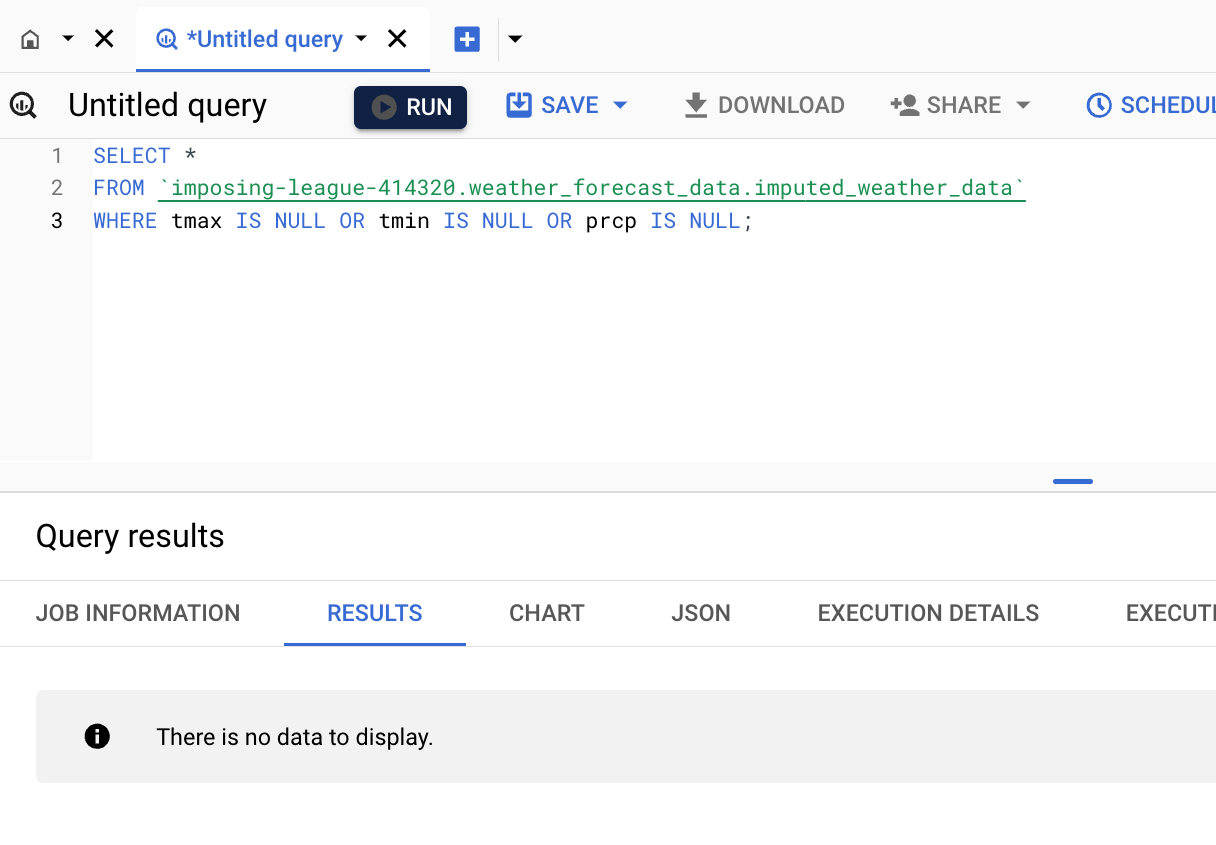 *Untitled query
Untitled query RUN SAVE DOWNLOAD SHARE SCHEDUL
1 SELECT *
2 FROM `imposing-league-414320.weather_forecast_data.imputed_weather_data`
3 WHERE tmax IS NULL OR tmin IS NULL OR prcp IS NULL;
Query results
JOB INFORMATION RESULTS CHART JSON EXECUTION DETAILS EXECUTI
There is no data to display.